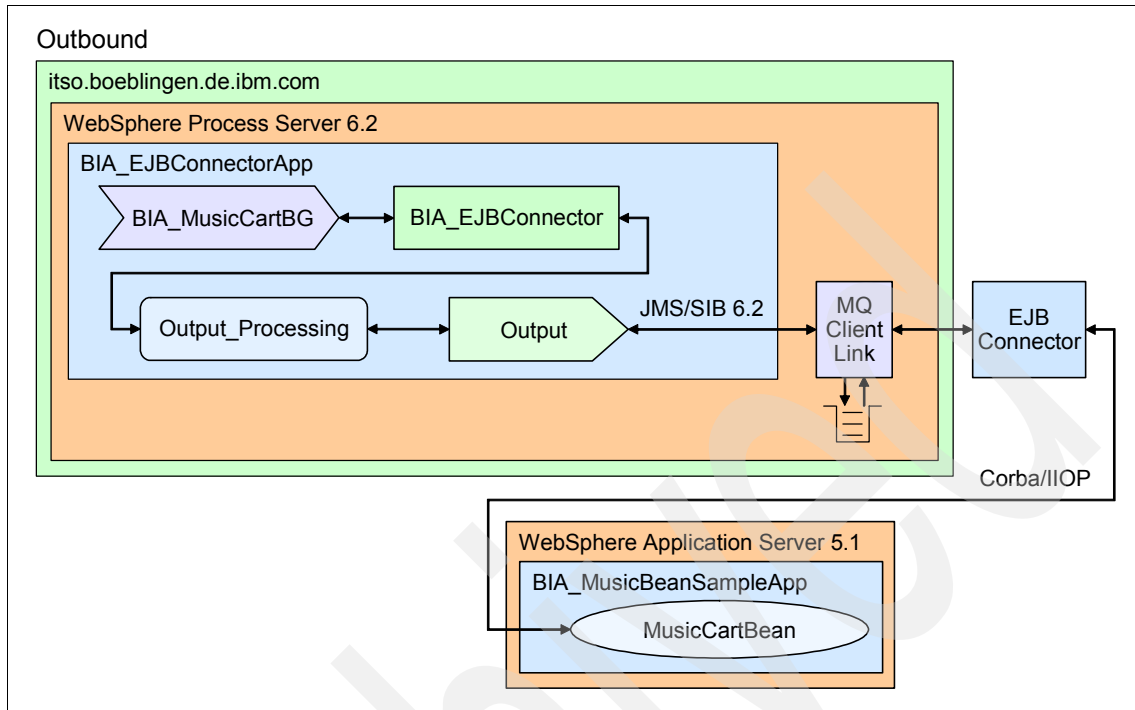 Outbound
itso.boeblingen.de.ibm.com
WebSphere Process Server 6.2
BIA_EJBConnectorApp
BIA_MusicCartBG
BIA_EJBConnector
Output_Processing
Output
JMS/SIB 6.2
MQ
Client
Link
EJB
Connector
Corba/IIOP
WebSphere Application Server 5.1
BIA_MusicBeanSampleApp
MusicCartBean